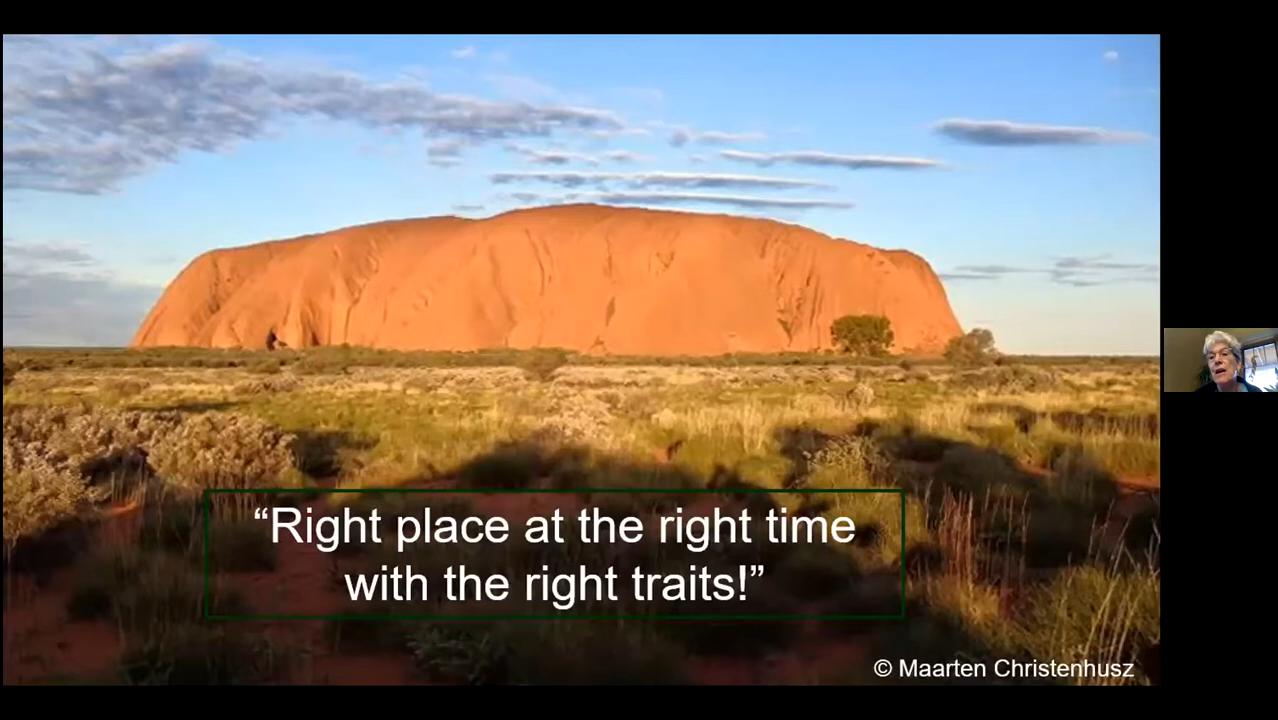 “Right place at the right time
with the right traits!”
© Maarten Christenhusz